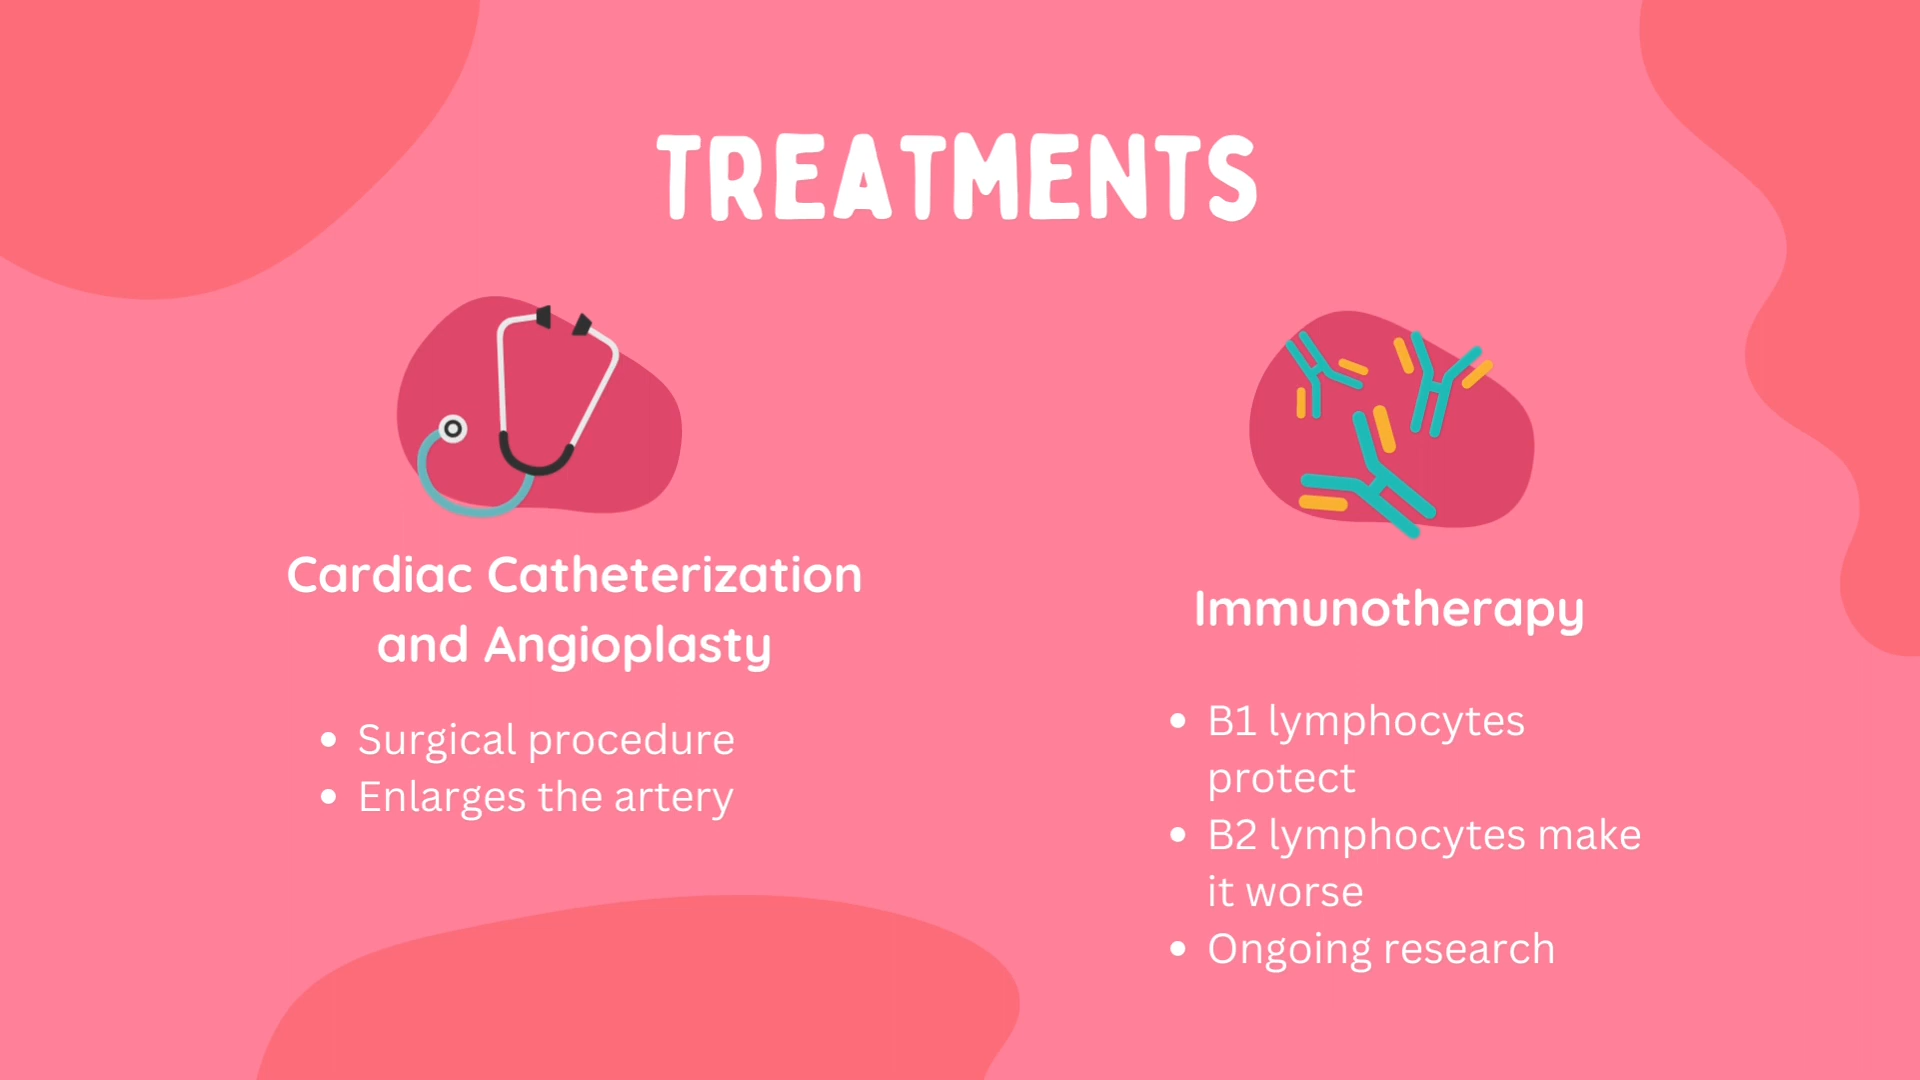 TREATMENTS
Cardiac Catheterization
and Angioplasty
• Surgical procedure
• Enlarges the artery
Immunotherapy
• B1 lymphocytes
protect
• B2 lymphocytes make
it worse
• Ongoing research